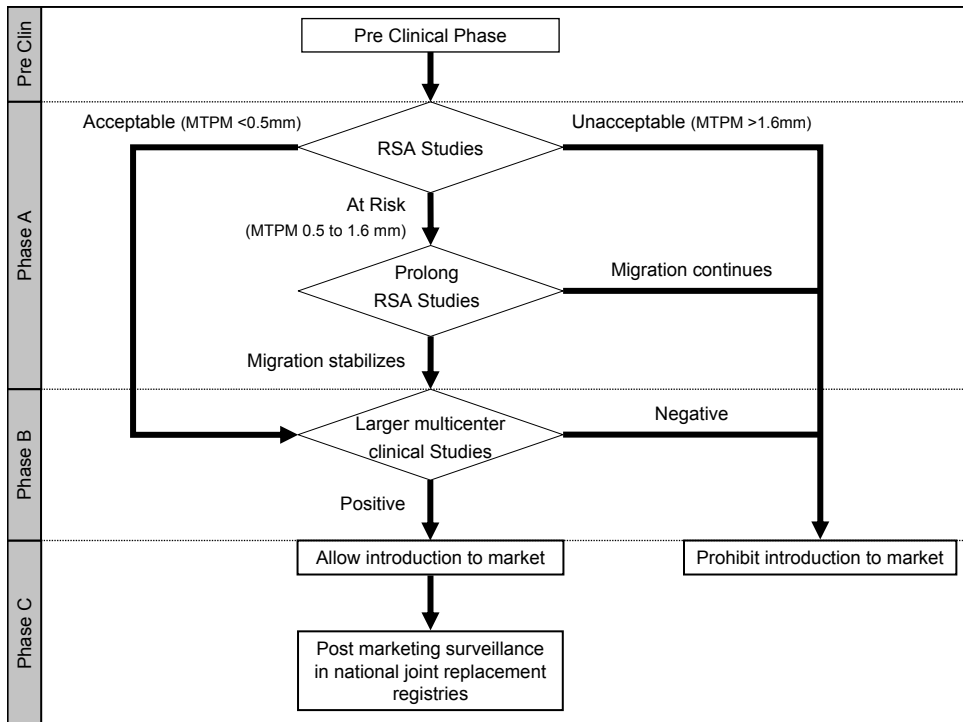 Pre Clin
Pre Clinical Phase
Phase A
Acceptable (MTPM <0.5mm)
Unacceptable (MTPM >1.6mm)
RSA Studies
At Risk
(MTPM 0.5 to 1.6 mm)
Prolong
RSA Studies
Migration continues
Migration stabilizes
Phase B
Larger multicenter
clinical Studies
Negative
Positive
Phase C
Allow introduction to market
Prohibit introduction to market
Post marketing surveillance
in national joint replacement
registries